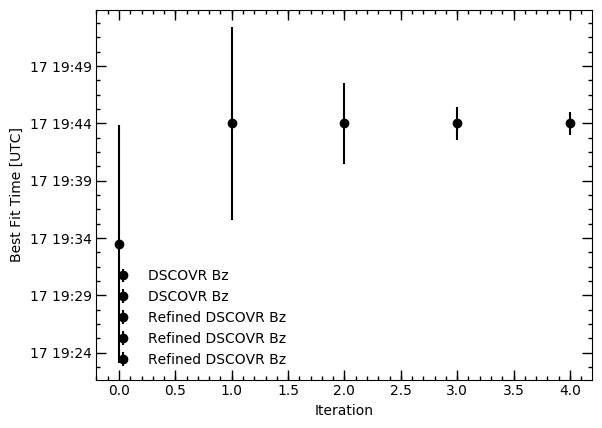 Best Fit Time [UTC]
17 19:49
17 19:44
17 19:39
17 19:34
17 19:29
17 19:24
DSCOVR Bz
DSCOVR Bz
Refined DSCOVR Bz
Refined DSCOVR Bz
Refined DSCOVR Bz
0.0 0.5 1.0 1.5 2.0 2.5 3.0 3.5 4.0
Iteration